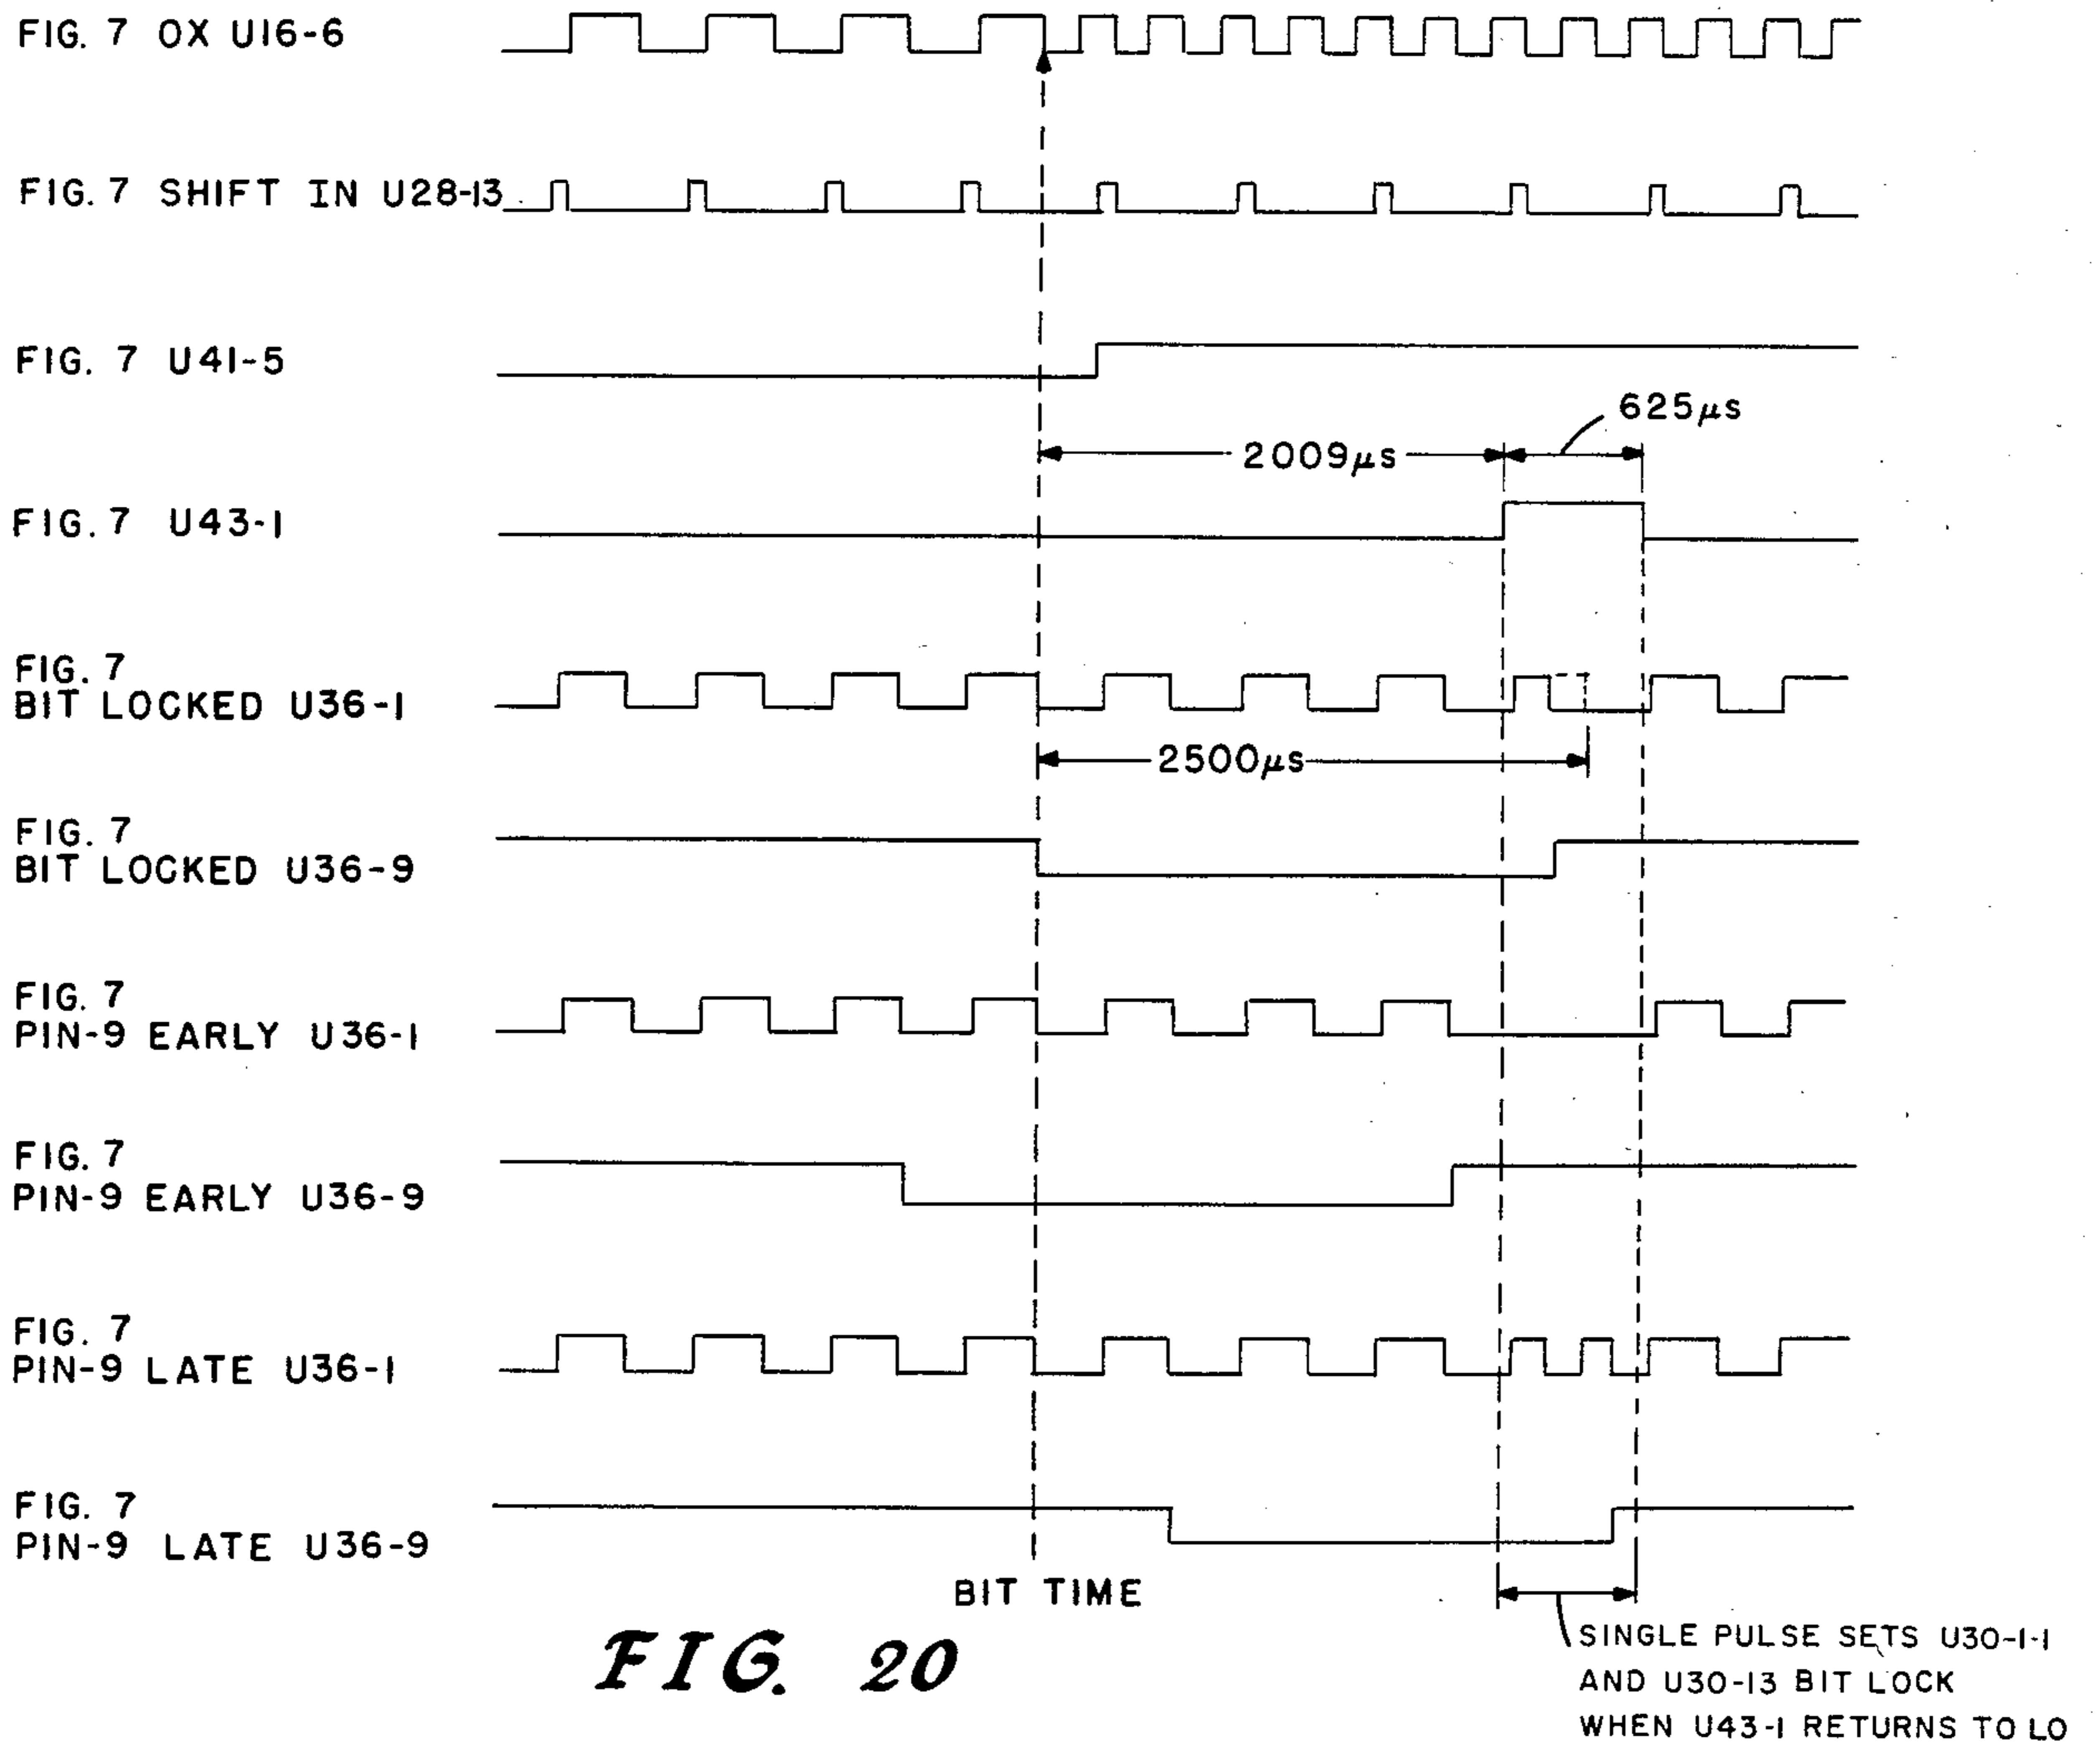 FIG. 7 OX U16-6
FIG. 7 SHIFT IN U28-13
FIG. 7 U41-5
625μs
2009μs
FIG. 7 U43-1
FIG. 7
BIT LOCKED U36-1
2500μs
FIG. 7
BIT LOCKED U36-9
FIG. 7
PIN-9 EARLY U36-1
FIG. 7
PIN-9 EARLY U36-9
FIG. 7
PIN-9 LATE U36-1
FIG. 7
PIN-9 LATE U36-9
BIT TIME
SINGLE PULSE SETS U30-1-1
AND U30-13 BIT LOCK
WHEN U43-1 RETURNS TO LO
FIG. 20